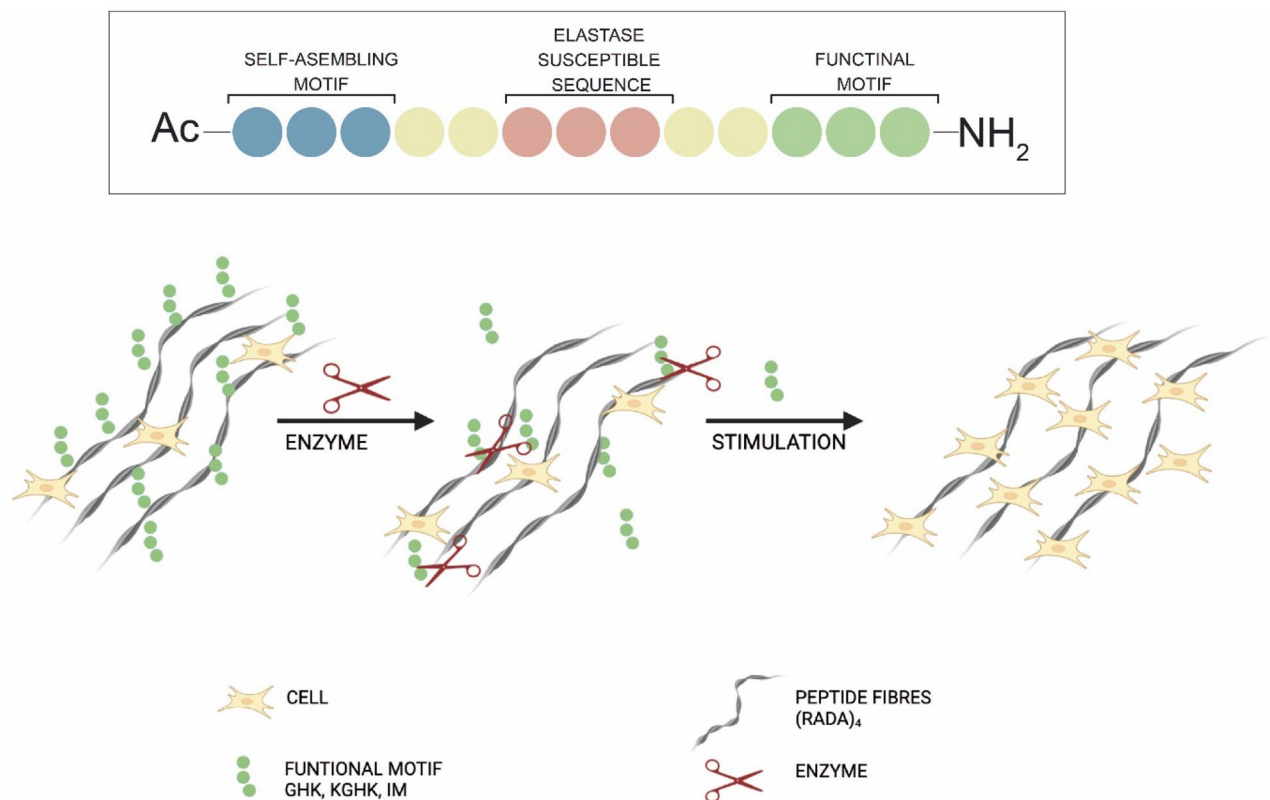 SELF-ASEMBLING
MOTIF
ELASTASE
SUSCEPTIBLE
SEQUENCE
FUNCTINAL
MOTIF
Ac
NH₂
ENZYME
STIMULATION
CELL
PEPTIDE FIBRES
(RADA)₄
FUNTIONAL MOTIF
GHK, KGHK, IM
ENZYME